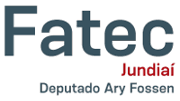 Fatec
Jundiaí
Deputado Ary Fossen